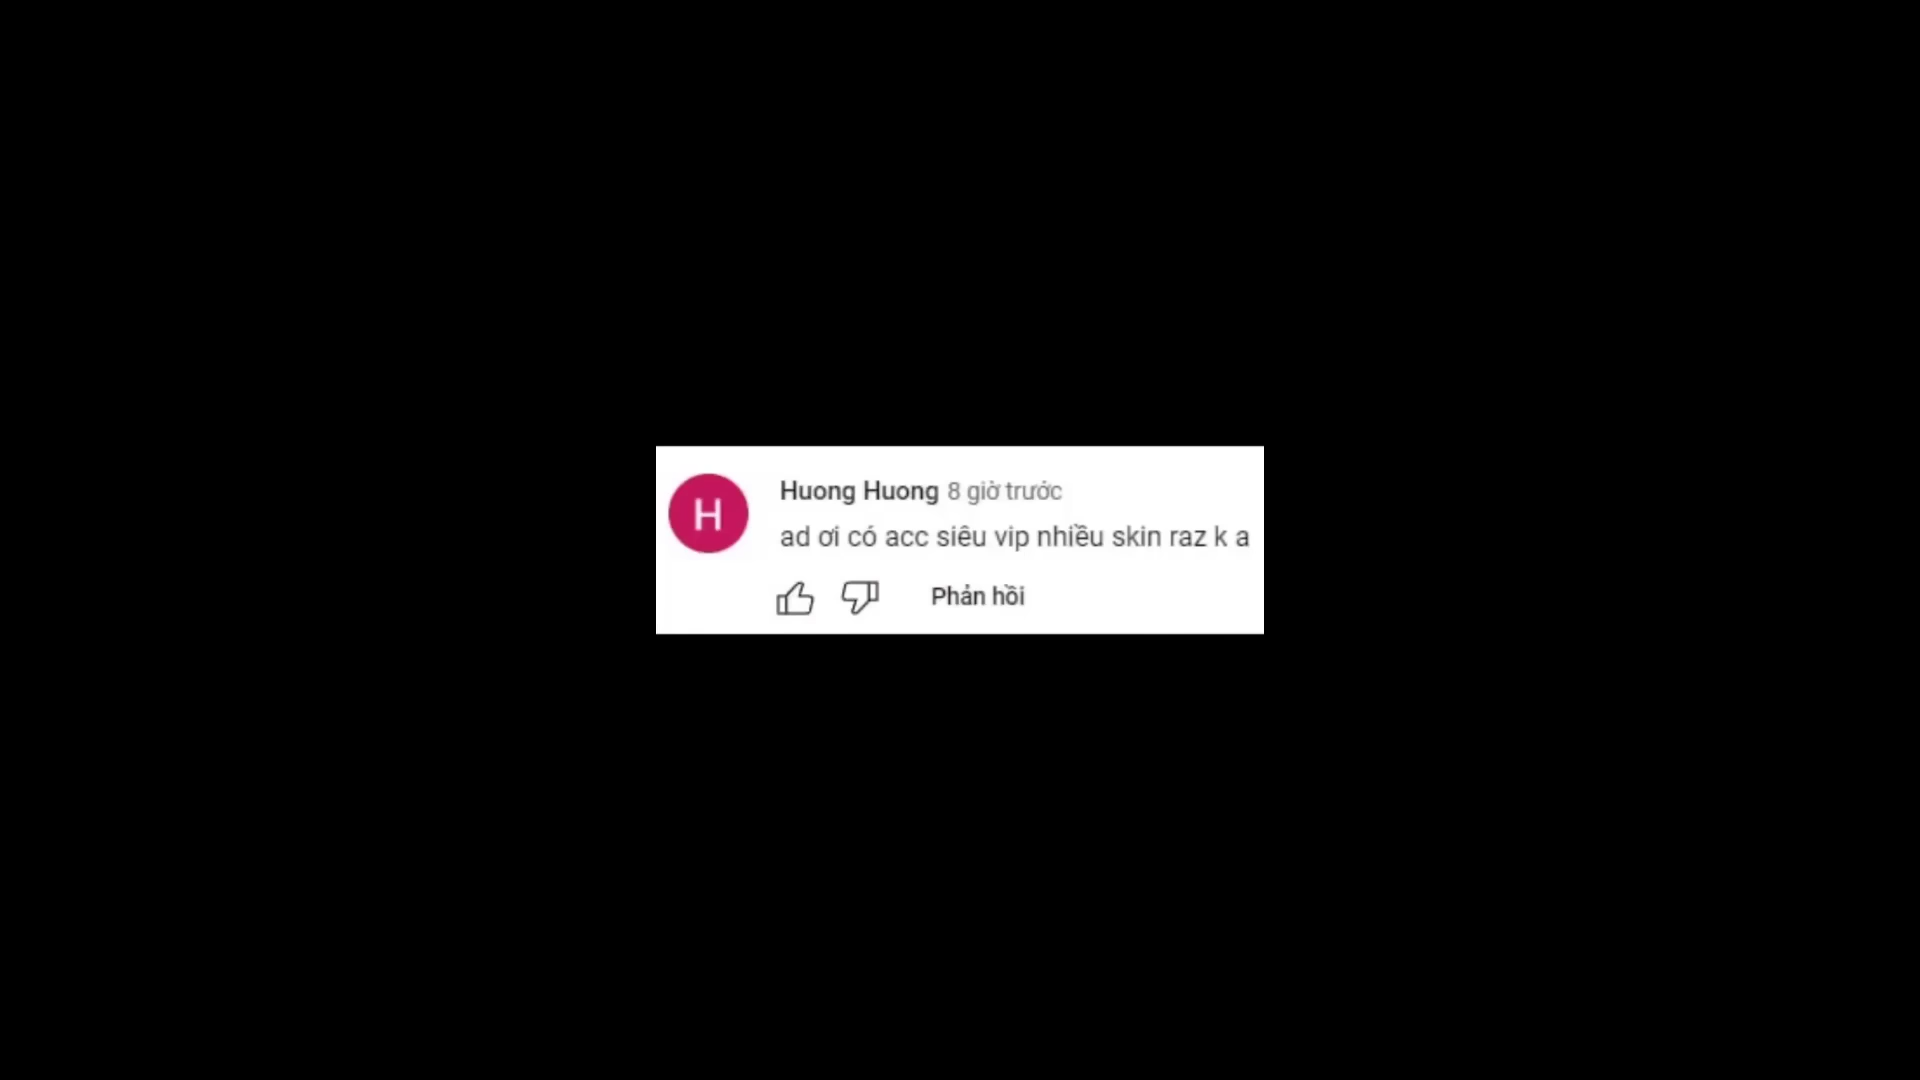 H
Huong Huong 8 giờ trước
ad ơi có acc siêu vip nhiều skin raz k a
Phản hồi